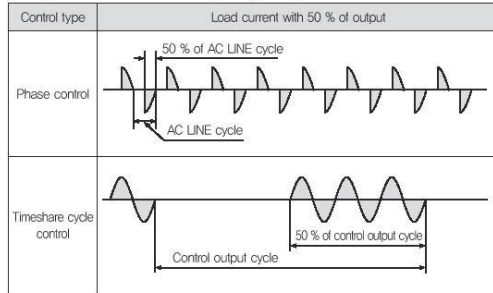 Control type
Load current with 50 % of output
Phase control
50 % of AC LINE cycle
AC LINE cycle
Timeshare cycle
control
50 % of control output cycle
Control output cycle